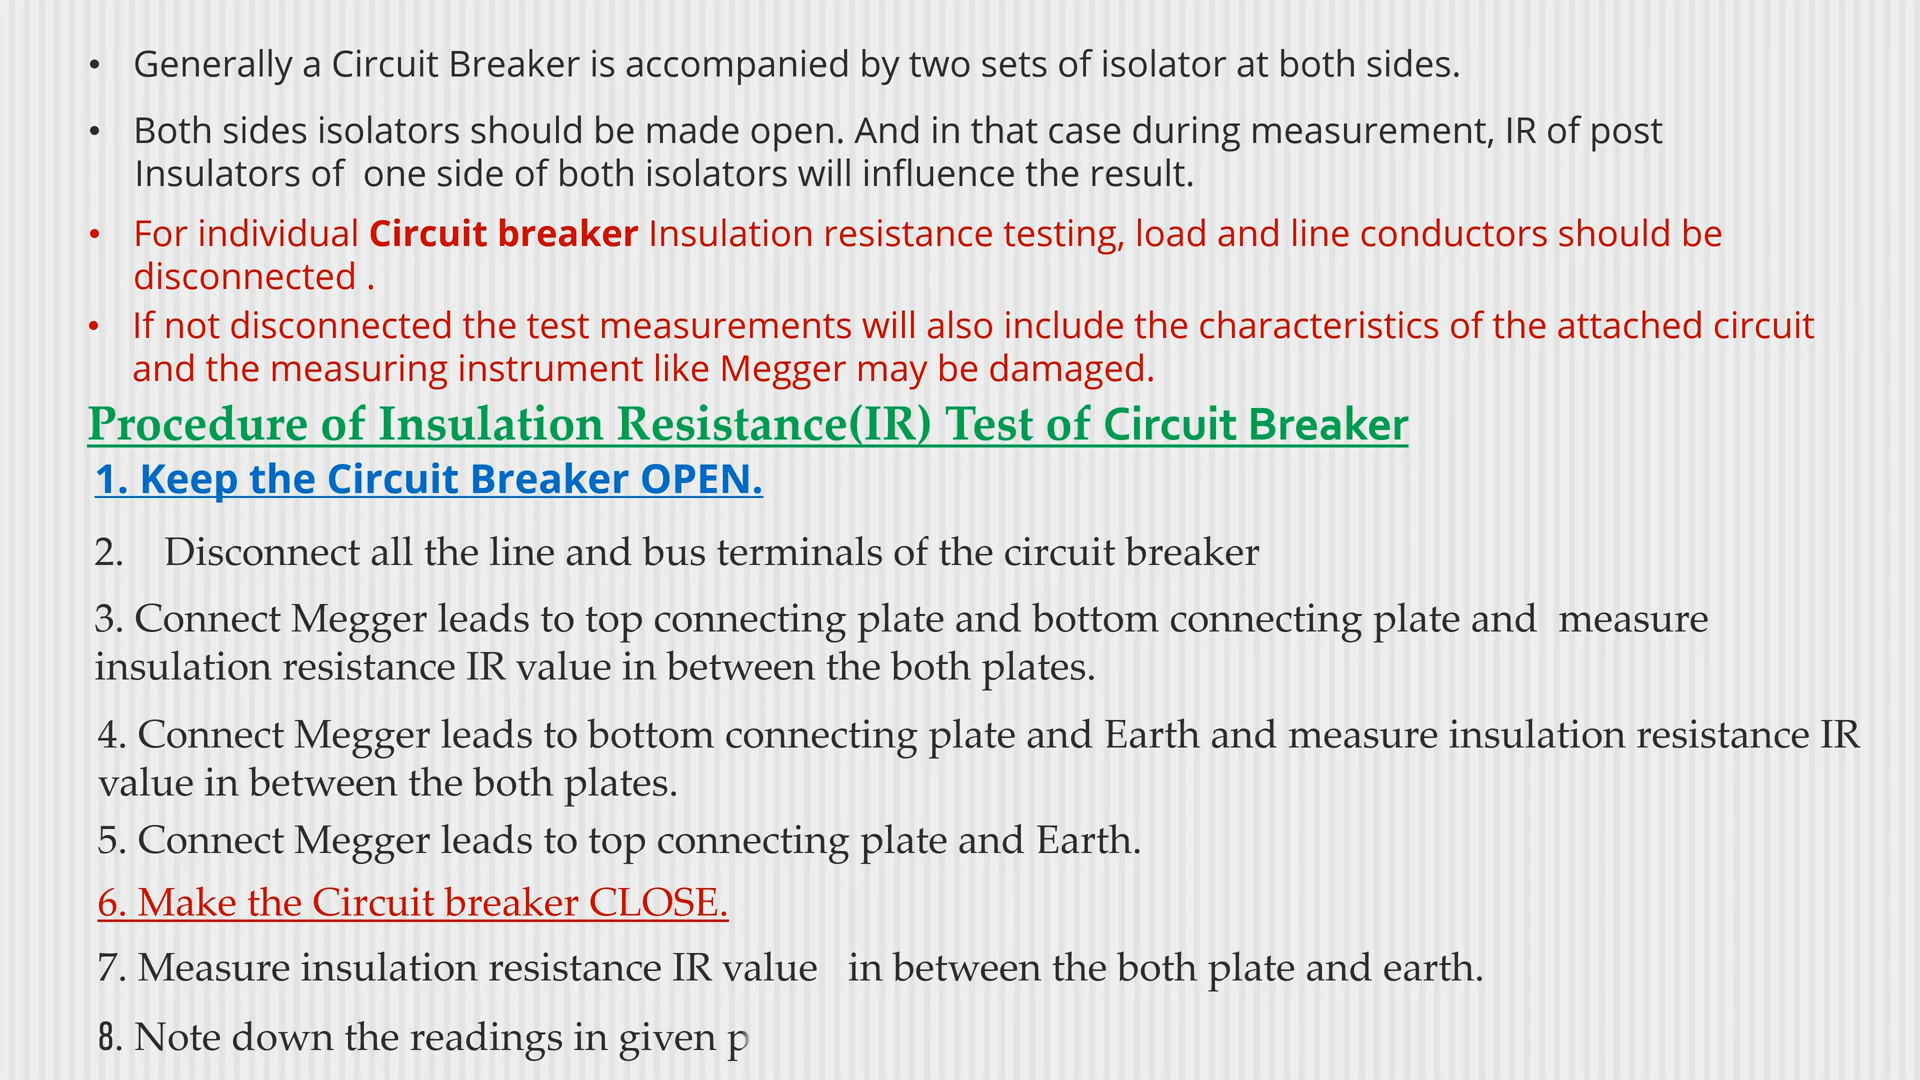 • Generally a Circuit Breaker is accompanied by two sets of isolator at both sides.
• Both sides isolators should be made open. And in that case during measurement, IR of post
Insulators of one side of both isolators will influence the result.
• For individual Circuit breaker Insulation resistance testing, load and line conductors should be
disconnected .
• If not disconnected the test measurements will also include the characteristics of the attached circuit
and the measuring instrument like Megger may be damaged.
Procedure of Insulation Resistance(IR) Test of Circuit Breaker
1. Keep the Circuit Breaker OPEN.
2. Disconnect all the line and bus terminals of the circuit breaker
3. Connect Megger leads to top connecting plate and bottom connecting plate and measure
insulation resistance IR value in between the both plates.
4. Connect Megger leads to bottom connecting plate and Earth and measure insulation resistance IR
value in between the both plates.
5. Connect Megger leads to top connecting plate and Earth.
6. Make the Circuit breaker CLOSE.
7. Measure insulation resistance IR value in between the both plate and earth.
8. Note down the readings in given p